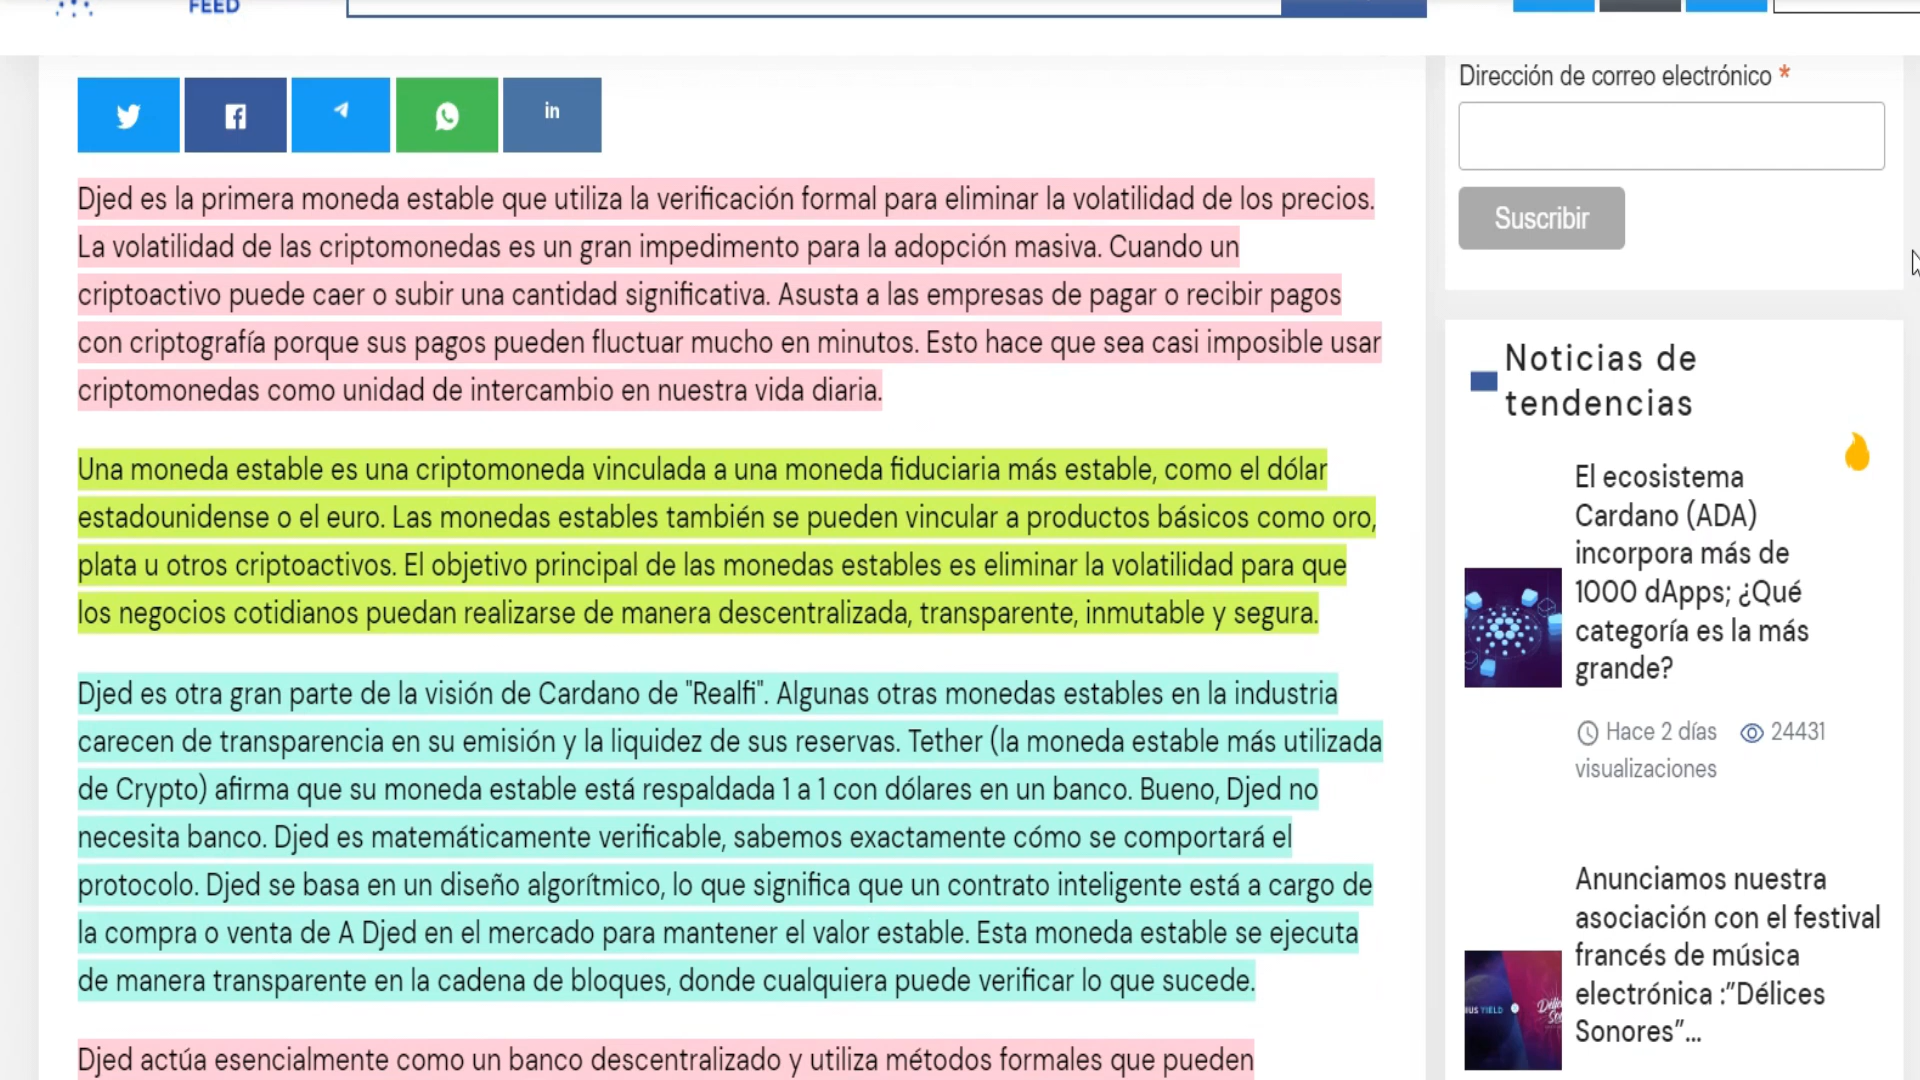 FEED
in
Djed es la primera moneda estable que utiliza la verificación formal para eliminar la volatilidad de los precios.
La volatilidad de las criptomonedas es un gran impedimento para la adopción masiva. Cuando un
criptoactivo puede caer o subir una cantidad significativa. Asusta a las empresas de pagar o recibir pagos
con criptografía porque sus pagos pueden fluctuar mucho en minutos. Esto hace que sea casi imposible usar
criptomonedas como unidad de intercambio en nuestra vida diaria.
Una moneda estable es una criptomoneda vinculada a una moneda fiduciaria más estable, como el dólar
estadounidense o el euro. Las monedas estables también se pueden vincular a productos básicos como oro,
plata u otros criptoactivos. El objetivo principal de las monedas estables es eliminar la volatilidad para que
los negocios cotidianos puedan realizarse de manera descentralizada, transparente, inmutable y segura.
Djed es otra gran parte de la visión de Cardano de "Realfi". Algunas otras monedas estables en la industria
carecen de transparencia en su emisión y la liquidez de sus reservas. Tether (la moneda estable más utilizada
de Crypto) afirma que su moneda estable está respaldada 1 a 1 con dólares en un banco. Bueno, Djed no
necesita banco. Djed es matemáticamente verificable, sabemos exactamente cómo se comportará el
protocolo. Djed se basa en un diseño algorítmico, lo que significa que un contrato inteligente está a cargo de
la compra o venta de A Djed en el mercado para mantener el valor estable. Esta moneda estable se ejecuta
de manera transparente en la cadena de bloques, donde cualquiera puede verificar lo que sucede.
Djed actúa esencialmente como un banco descentralizado y utiliza métodos formales que pueden
Dirección de correo electrónico *
Suscribir
Noticias de
tendencias
El ecosistema
Cardano (ADA)
incorpora más de
1000 dApps; ¿Qué
categoría es la más
grande?
Hace 2 días 24431
visualizaciones
Anunciamos nuestra
asociación con el festival
francés de música
electrónica :"Délices
Sonores"...
YIELD